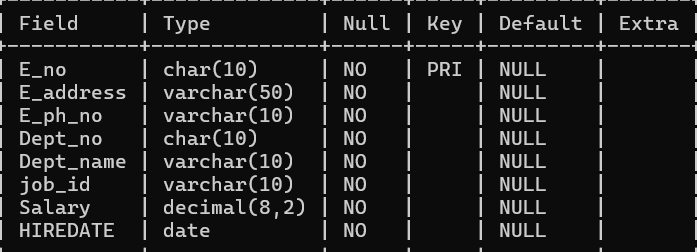 | Field | Type | Null | Key | Default | Extra |
| E_no | char(10) | NO | PRI | NULL | |
| E_address | varchar(50) | NO | | NULL | |
| E_ph_no | varchar(10) | NO | | NULL | |
| Dept_no | char(10) | NO | | NULL | |
| Dept_name | varchar(10) | NO | | NULL | |
| job_id | varchar(10) | NO | | NULL | |
| Salary | decimal(8,2) | NO | | NULL | |
| HIREDATE | date | NO | | NULL | |